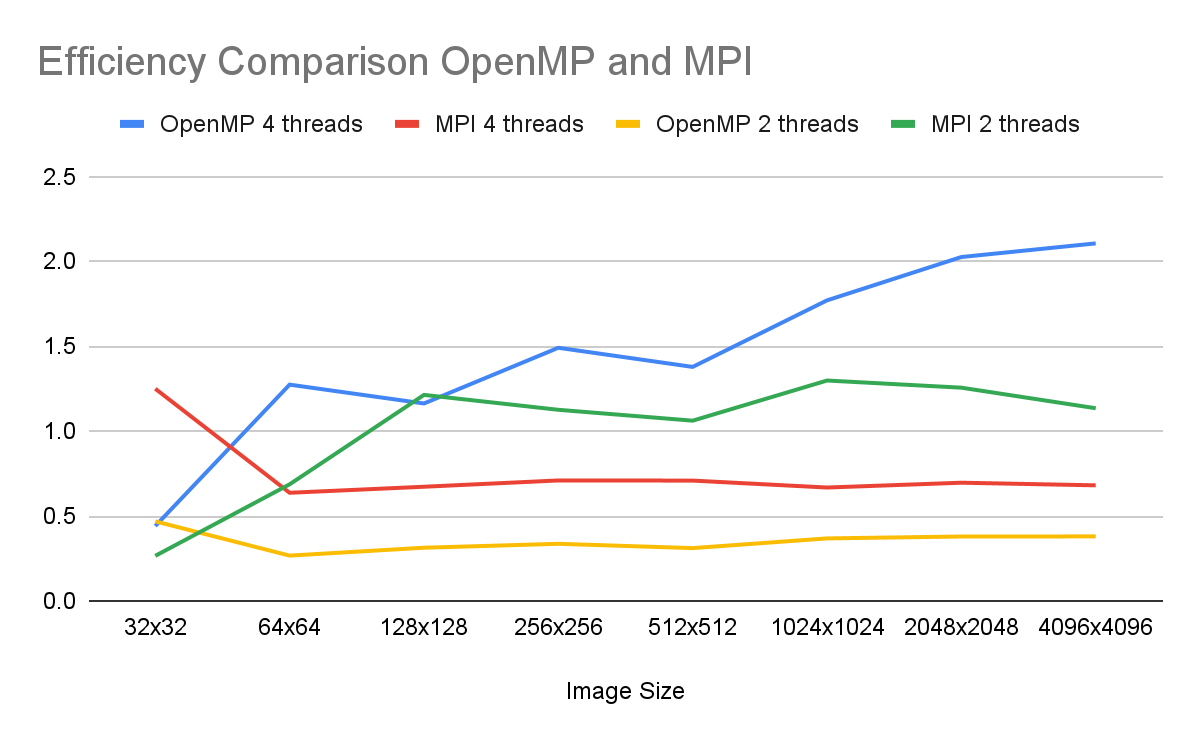 Efficiency Comparison OpenMP and MPI
OpenMP 4 threads MPI 4 threads OpenMP 2 threads MPI 2 threads
2.5
2.0
1.5
1.0
0.5
0.0
32x32 64x64 128x128 256x256 512x512 1024x1024 2048x2048 4096x4096
Image Size